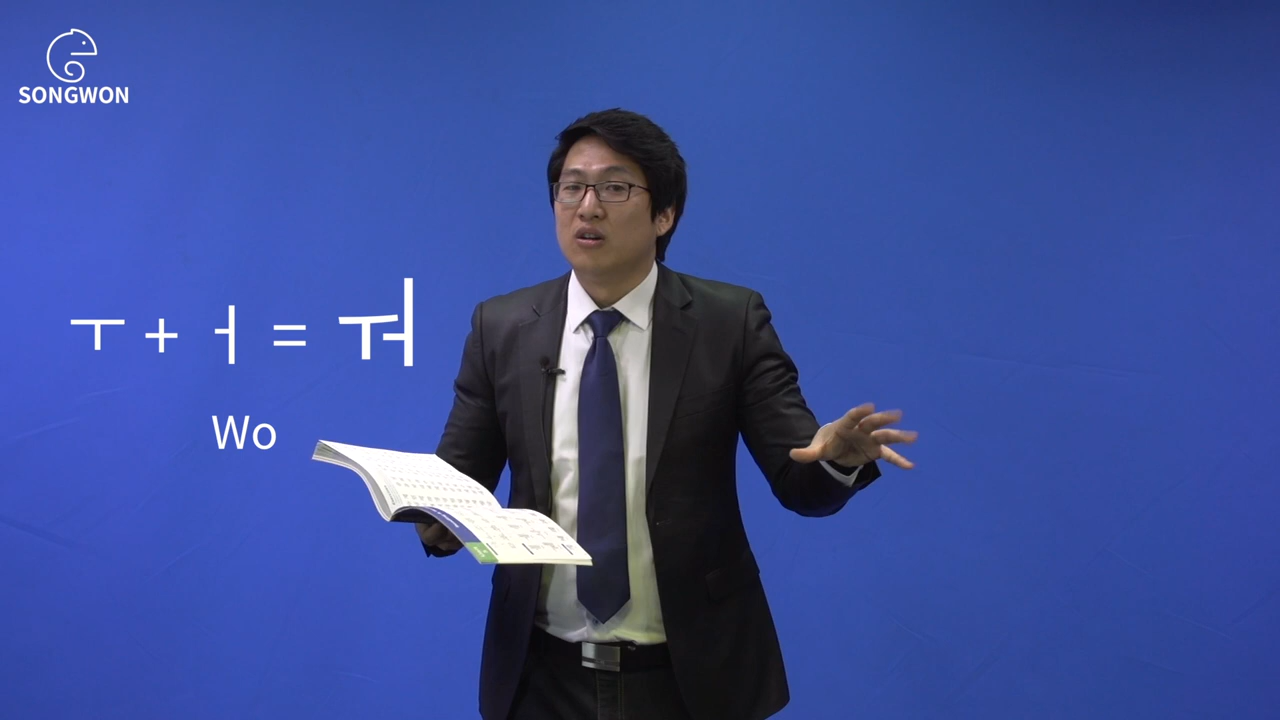 SONGWON
ㅜ + ㅓ = ㅝ
Wo